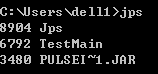 C:\Users\dell1>jps
8904 Jps
6792 TestMain
3480 PULSEI~1.JAR